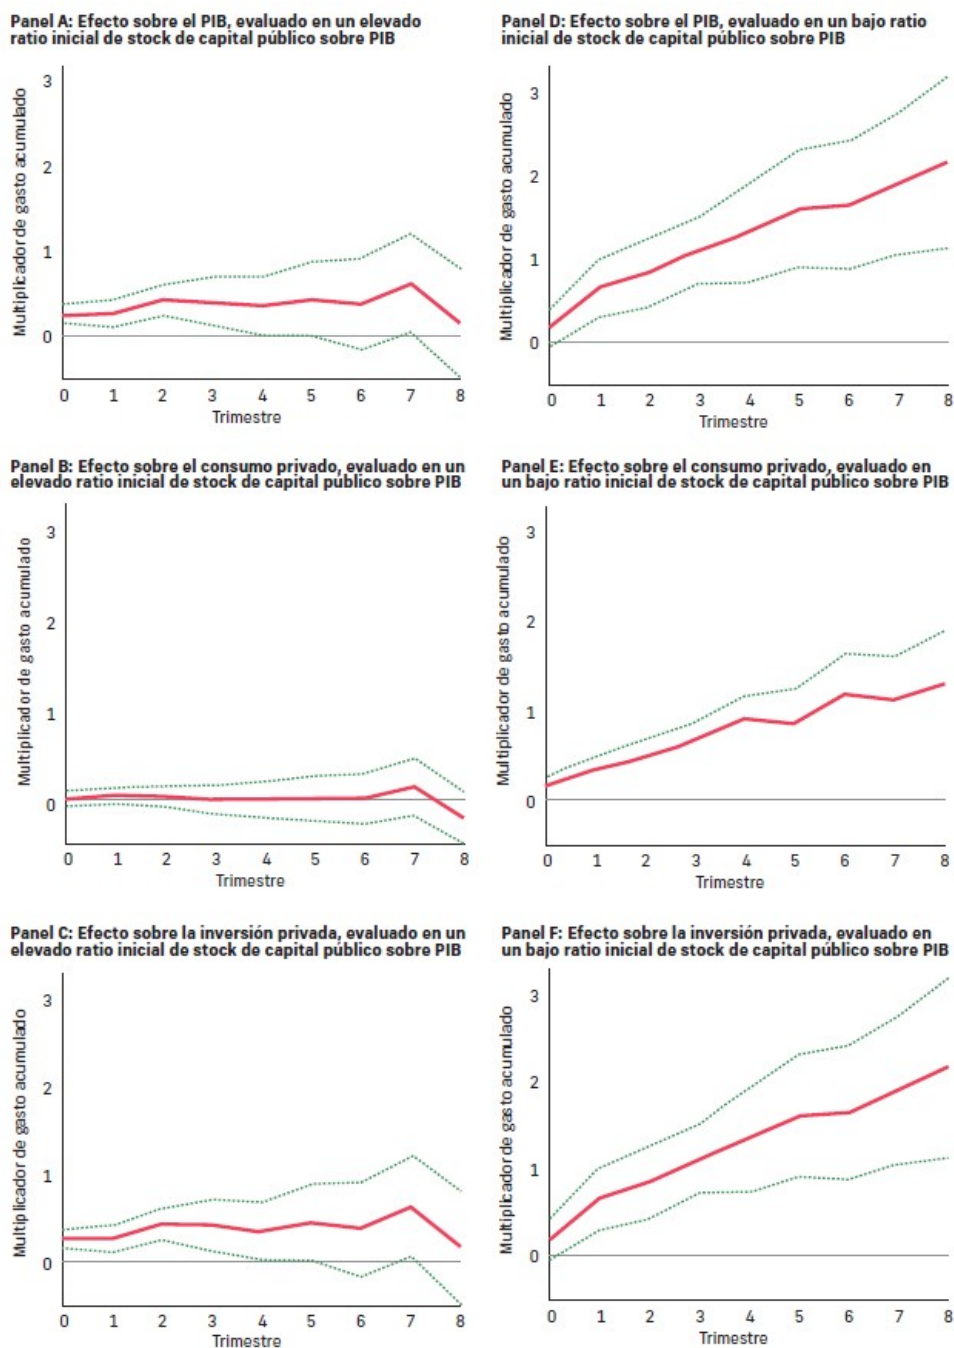 Panel A: Efecto sobre el PIB, evaluado en un elevado
ratio inicial de stock de capital público sobre PIB
Multiplicador de gasto acumulado
3
2
1
0
0 1 2 3 4 5 6 7 8
Trimestre
Panel D: Efecto sobre el PIB, evaluado en un bajo ratio
inicial de stock de capital público sobre PIB
Multiplicador de gasto acumulado
3
2
1
0
0 1 2 3 4 5 6 7 8
Trimestre
Panel B: Efecto sobre el consumo privado, evaluado en un
elevado ratio inicial de stock de capital público sobre PIB
Multiplicador de gasto acumulado
3
2
1
0
0 1 2 3 4 5 6 7 8
Trimestre
Panel E: Efecto sobre el consumo privado, evaluado en
un bajo ratio inicial de stock de capital público sobre PIB
Multiplicador de gasto acumulado
3
2
1
0
0 1 2 3 4 5 6 7 8
Trimestre
Panel C: Efecto sobre la inversión privada, evaluado en un
elevado ratio inicial de stock de capital público sobre PIB
Multiplicador de gasto acumulado
3
2
1
0
0 1 2 3 4 5 6 7 8
Trimestre
Panel F: Efecto sobre la inversión privada, evaluado en
un bajo ratio inicial de stock de capital público sobre PIB
Multiplicador de gasto acumulado
3
2
1
0
0 1 2 3 4 5 6 7 8
Trimestre